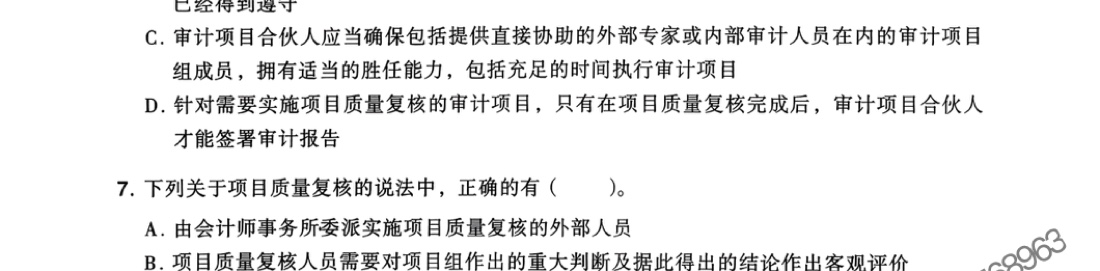 已经得到遵守
C. 审计项目合伙人应当确保包括提供直接协助的外部专家或内部审计人员在内的审计项目
组成员，拥有适当的胜任能力，包括充足的时间执行审计项目
D. 针对需要实施项目质量复核的审计项目，只有在项目质量复核完成后，审计项目合伙人
才能签署审计报告
7. 下列关于项目质量复核的说法中，正确的有（　　）。
A. 由会计师事务所委派实施项目质量复核的外部人员
B. 项目质量复核人员需要对项目组作出的重大判断及据此得出的结论作出客观评价